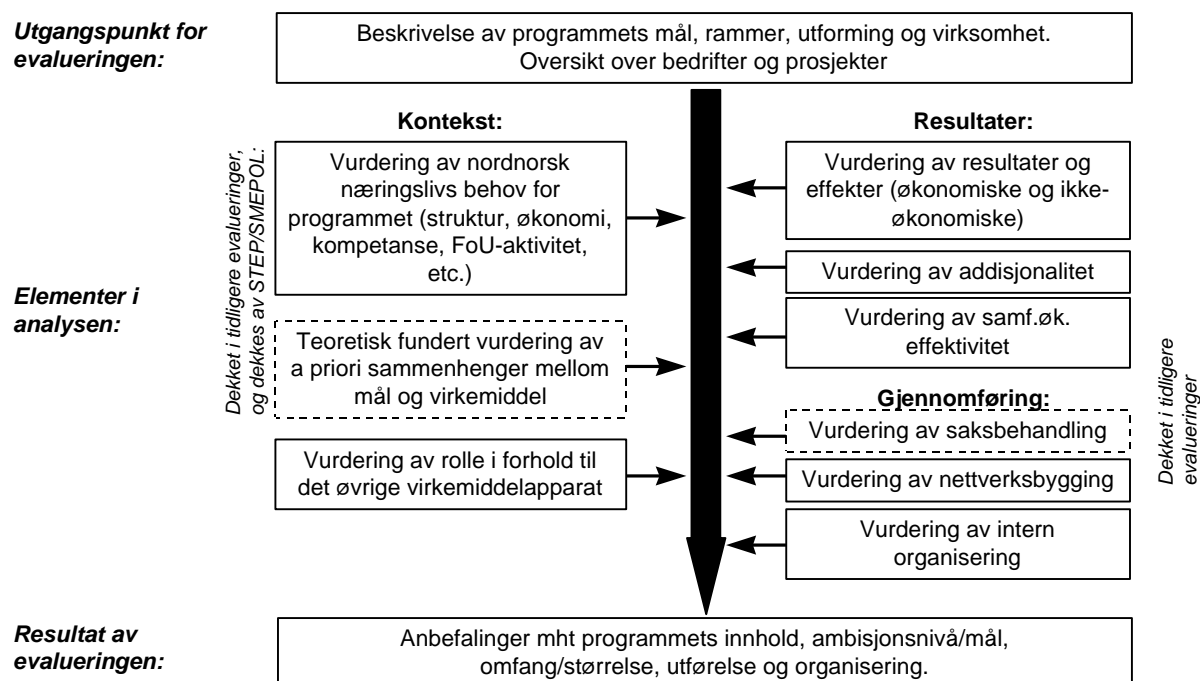 Utgangspunkt for
evalueringen:
Beskrivelse av programmets mål, rammer, utforming og virksomhet.
Oversikt over bedrifter og prosjekter
Elementer i
analysen:
Dekket i tidligere evalueringer,
og dekkes av STEP/SMEPOL:
Kontekst:
Vurdering av nordnorsk
næringslivs behov for
programmet (struktur, økonomi,
kompetanse, FoU-aktivitet,
etc.)
Teoretisk fundert vurdering av
a priori sammenhenger mellom
mål og virkemiddel
Vurdering av rolle i forhold til
det øvrige virkemiddelapparat
Resultater:
Vurdering av resultater og
effekter (økonomiske og ikke-
økonomiske)
Vurdering av addisjonalitet
Vurdering av samf.øk.
effektivitet
Gjennomføring:
Vurdering av saksbehandling
Vurdering av nettverksbygging
Vurdering av intern
organisering
Dekket i tidligere
evalueringer
Resultat av
evalueringen:
Anbefalinger mht programmets innhold, ambisjonsnivå/mål,
omfang/størrelse, utførelse og organisering.